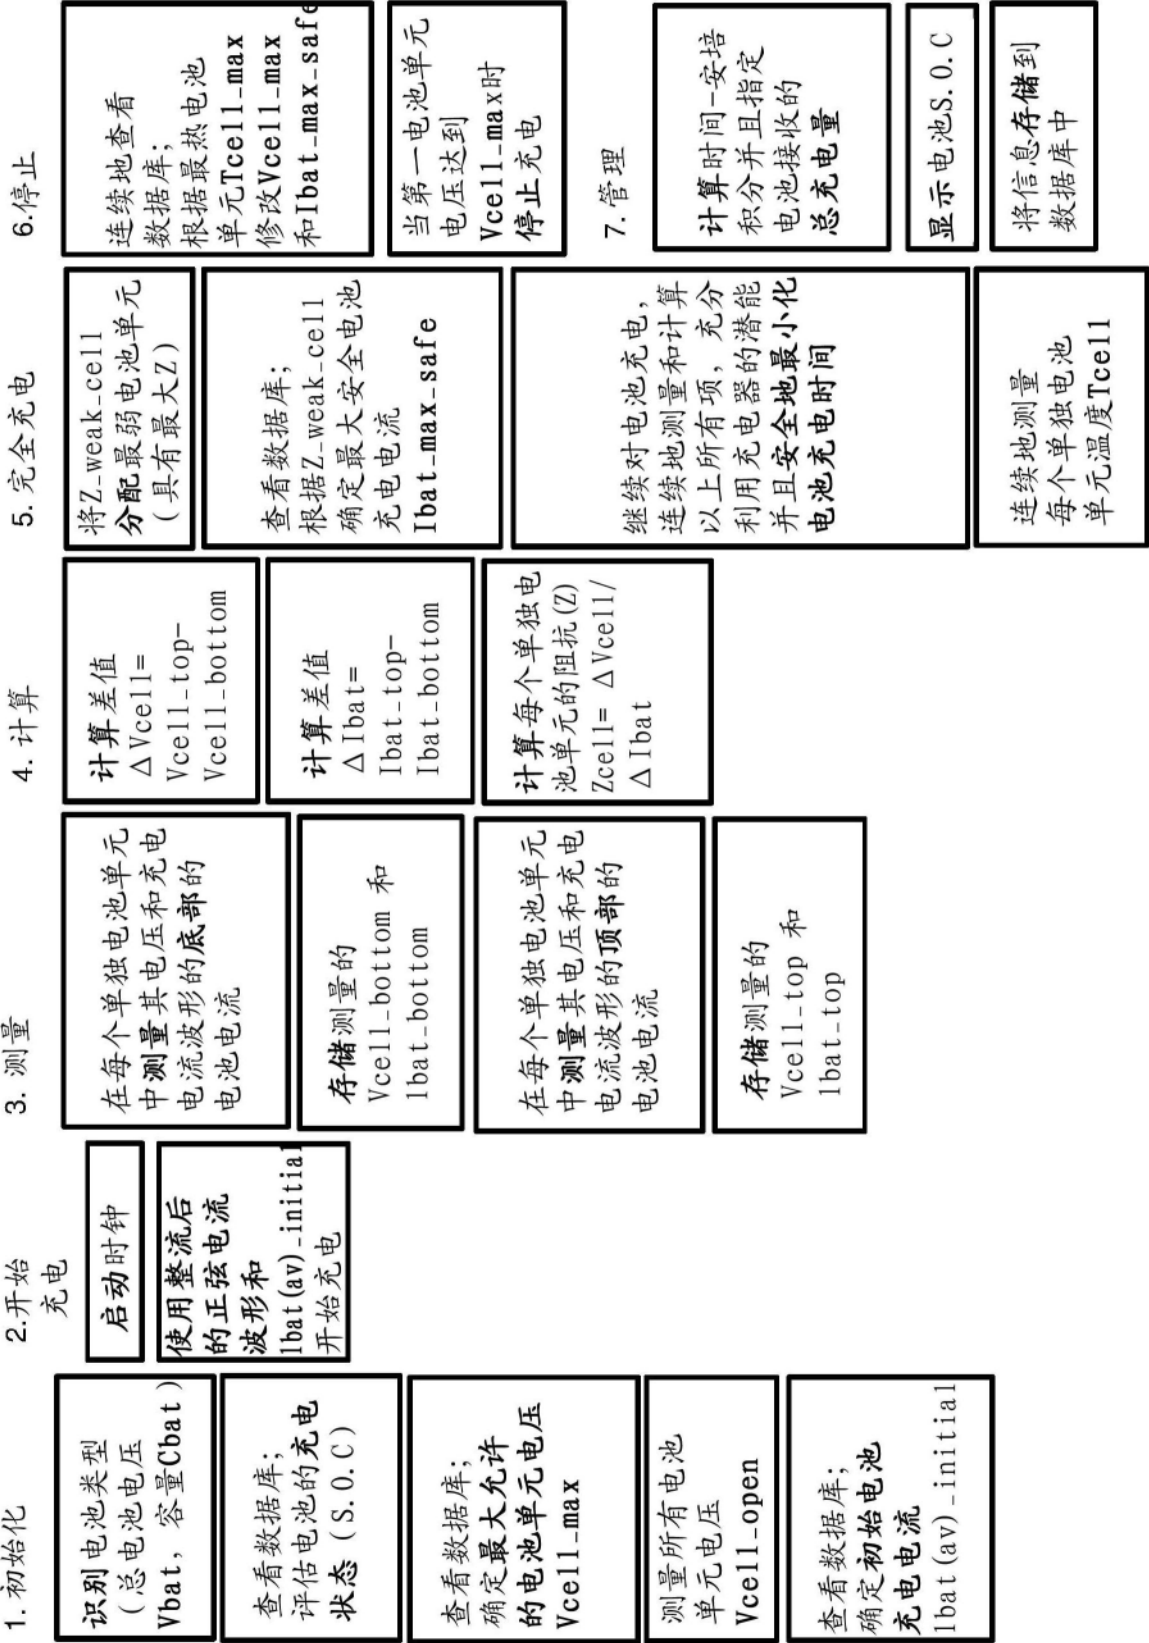 1.初始化
识别电池类型
(总电池电压
Vbat, 容量Cbat)
查看数据库;
评估电池的充电
状态 (S.O.C)
查看数据库;
确定最大允许
的电池单元电压
Vcell_max
测量所有电池
单元电压
Vcell_open
查看数据库;
确定初始电池
充电电流
lbat(av)_initial
2.开始
充电
启动时钟
使用整流后
的正弦电流
波形和
lbat(av)_initial
开始充电
3. 测量
在每个单独电池单元
中测量其电压和充电
电流波形的底部的
电池电流
存储测量的
Vcell_bottom 和
lbat_bottom
在每个单独电池单元
中测量其电压和充电
电流波形的顶部的
电池电流
存储测量的
Vcell_top 和
lbat_top
4. 计算
计算差值
ΔVcell=
Vcell_top-
Vcell_bottom
计算差值
ΔIbat=
Ibat_top-
Ibat_bottom
计算每个单独电
池单元的阻抗(Z)
Zcell= ΔVcell/
ΔIbat
5. 完全充电
将Z_weak_cell
分配最弱电池单元
(具有最大Z)
查看数据库;
根据Z_weak_cell
确定最大安全电池
充电电流
Ibat_max_safe
继续对电池充电,
连续地测量和计算
以上所有项, 充分
利用充电器的潜能
并且安全地最小化
电池充电时间
连续地测量
每个单独电池
单元温度Tcell
6.停止
连续地查看
数据库;
根据最热电池
单元Tcell_max
修改Vcell_max
和Ibat_max_safe
当第一电池单元
电压达到
Vcell_max时
停止充电
7. 管理
计算时间-安培
积分并且指定
电池接收的
总充电量
显示电池S.O.C
将信息存储到
数据库中